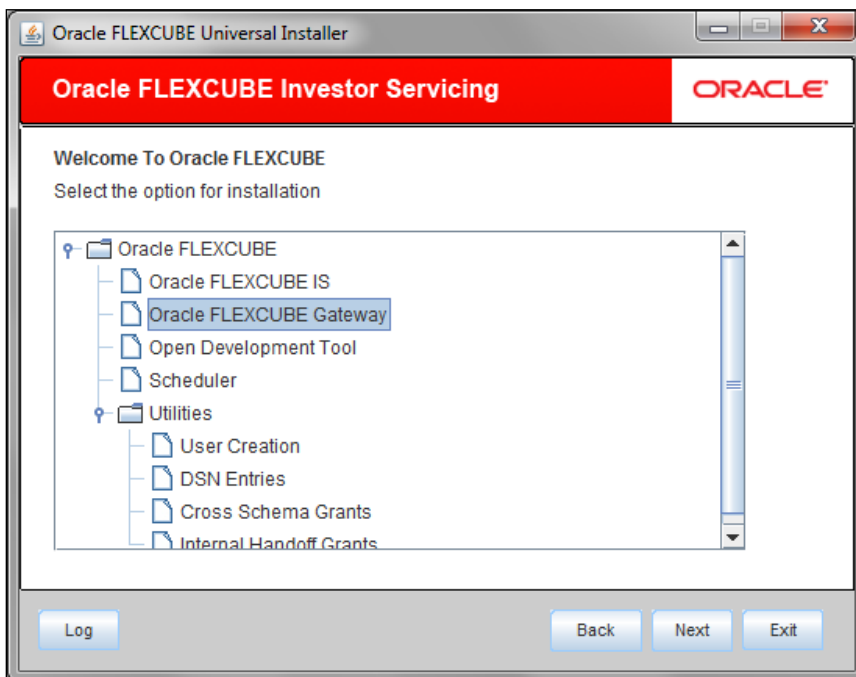 Oracle FLEXCUBE Universal Installer
Oracle FLEXCUBE Investor Servicing
ORACLE
Welcome To Oracle FLEXCUBE
Select the option for installation
Oracle FLEXCUBE
Oracle FLEXCUBE IS
Oracle FLEXCUBE Gateway
Open Development Tool
Scheduler
Utilities
User Creation
DSN Entries
Cross Schema Grants
Internal Handoff Grants
Log Back Next Exit